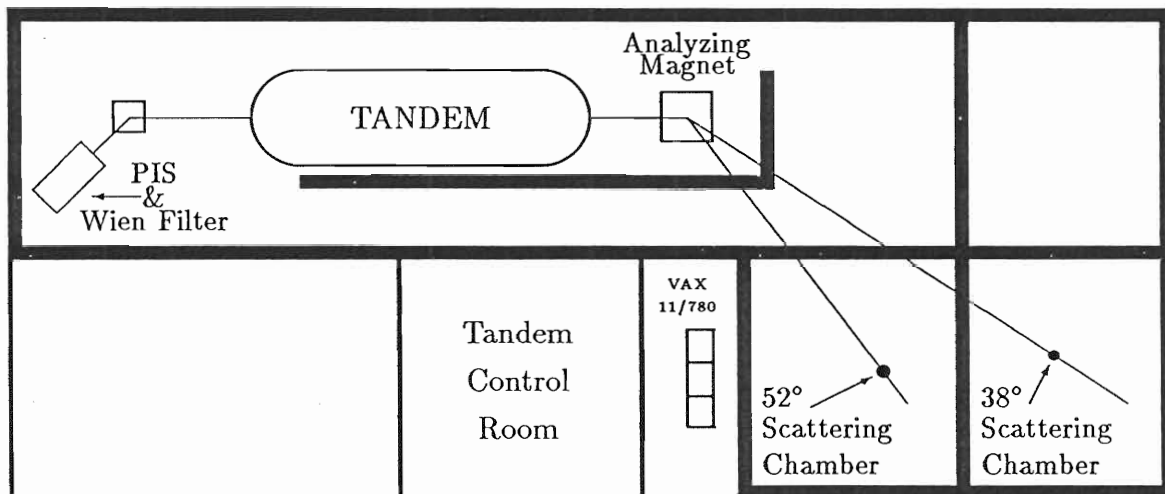 Analyzing
Magnet
TANDEM
PIS
&
Wien Filter
VAX
11/780
Tandem
Control
Room
52°
Scattering
Chamber
38°
Scattering
Chamber